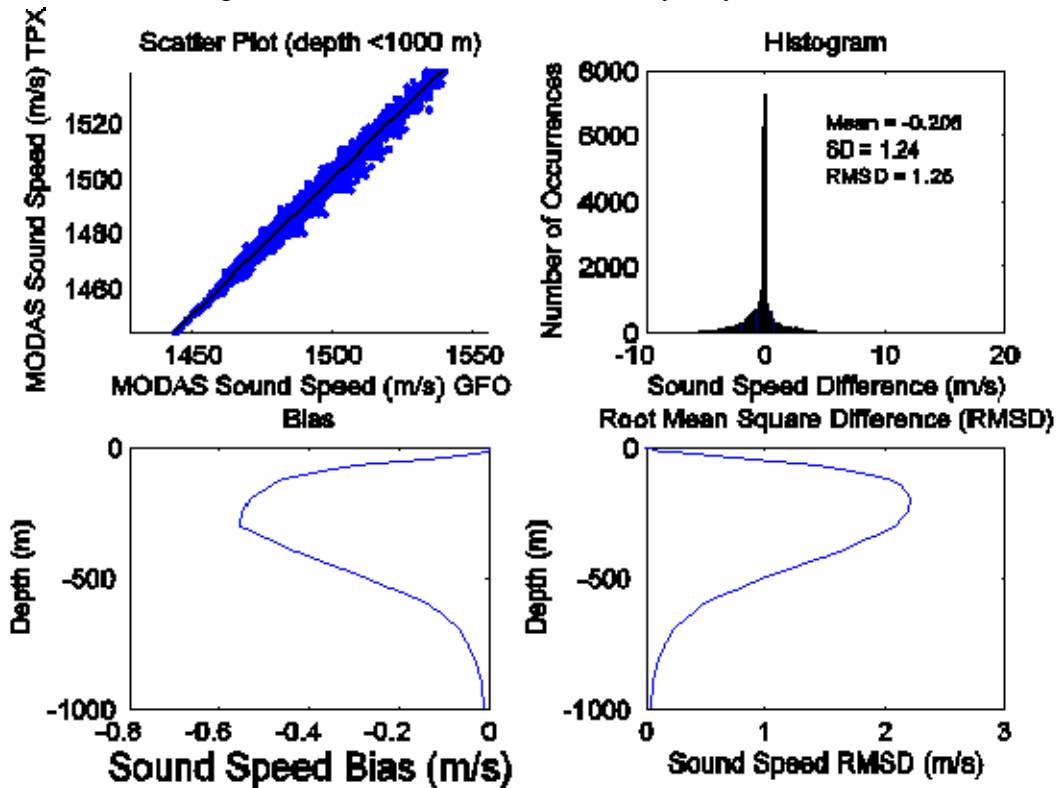 Scatter Plot (depth <1000 m)
MODAS Sound Speed (m/s) TPX
1520
1500
1480
1460
1450
1500
1550
MODAS Sound Speed (m/s) GFO
Histogram
Number of Occurrences
8000
6000
4000
2000
0
Mean = -0.206
SD = 1.24
RMSD = 1.26
-10
0
10
20
Sound Speed Difference (m/s)
Bias
Depth (m)
0
-500
-1000
-0.8
-0.6
-0.4
-0.2
0
Sound Speed Bias (m/s)
Root Mean Square Difference (RMSD)
Depth (m)
0
-500
-1000
0
1
2
3
Sound Speed RMSD (m/s)